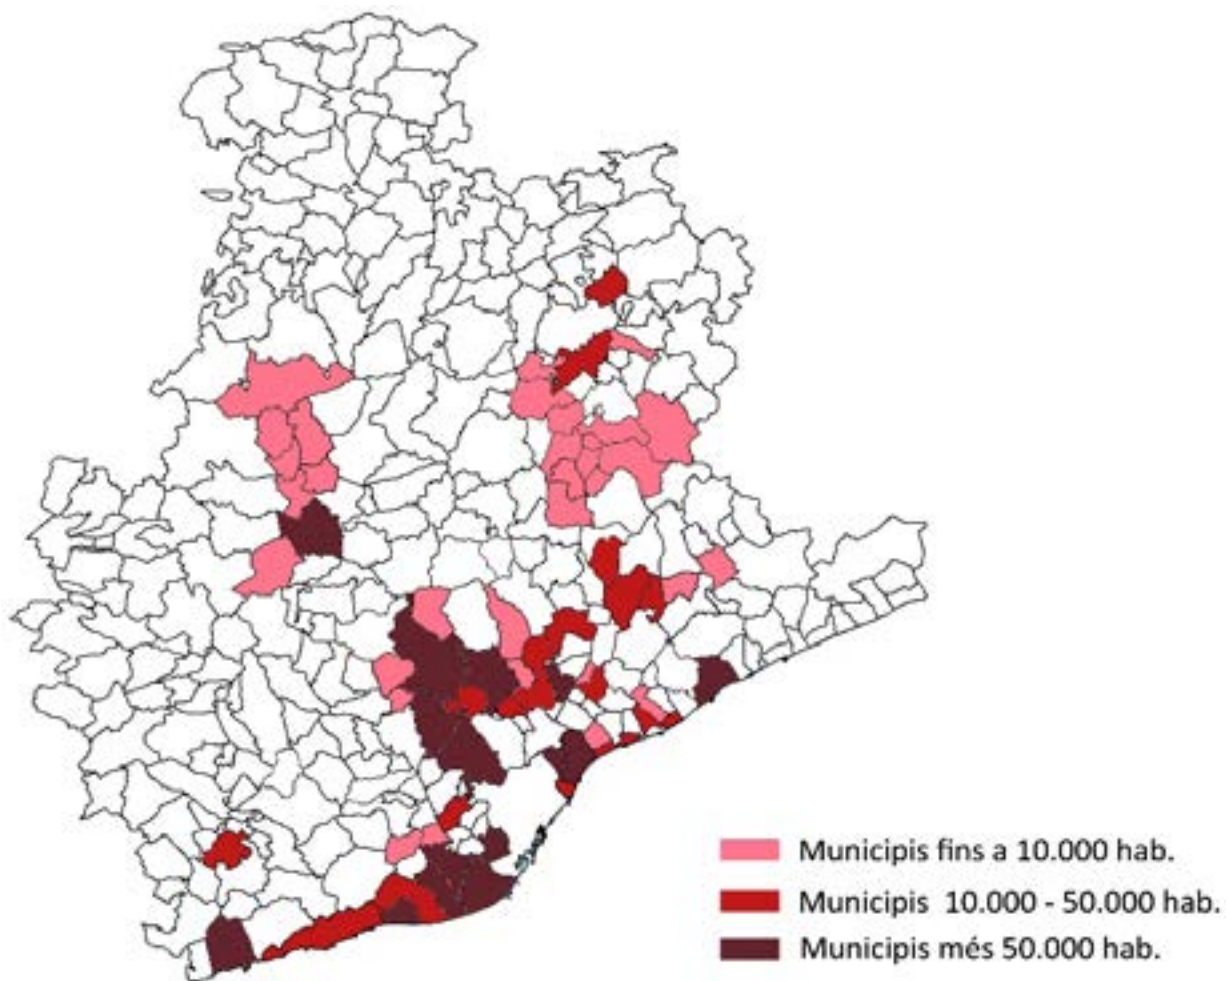 Municipis fins a 10.000 hab.
Municipis 10.000 - 50.000 hab.
Municipis més 50.000 hab.